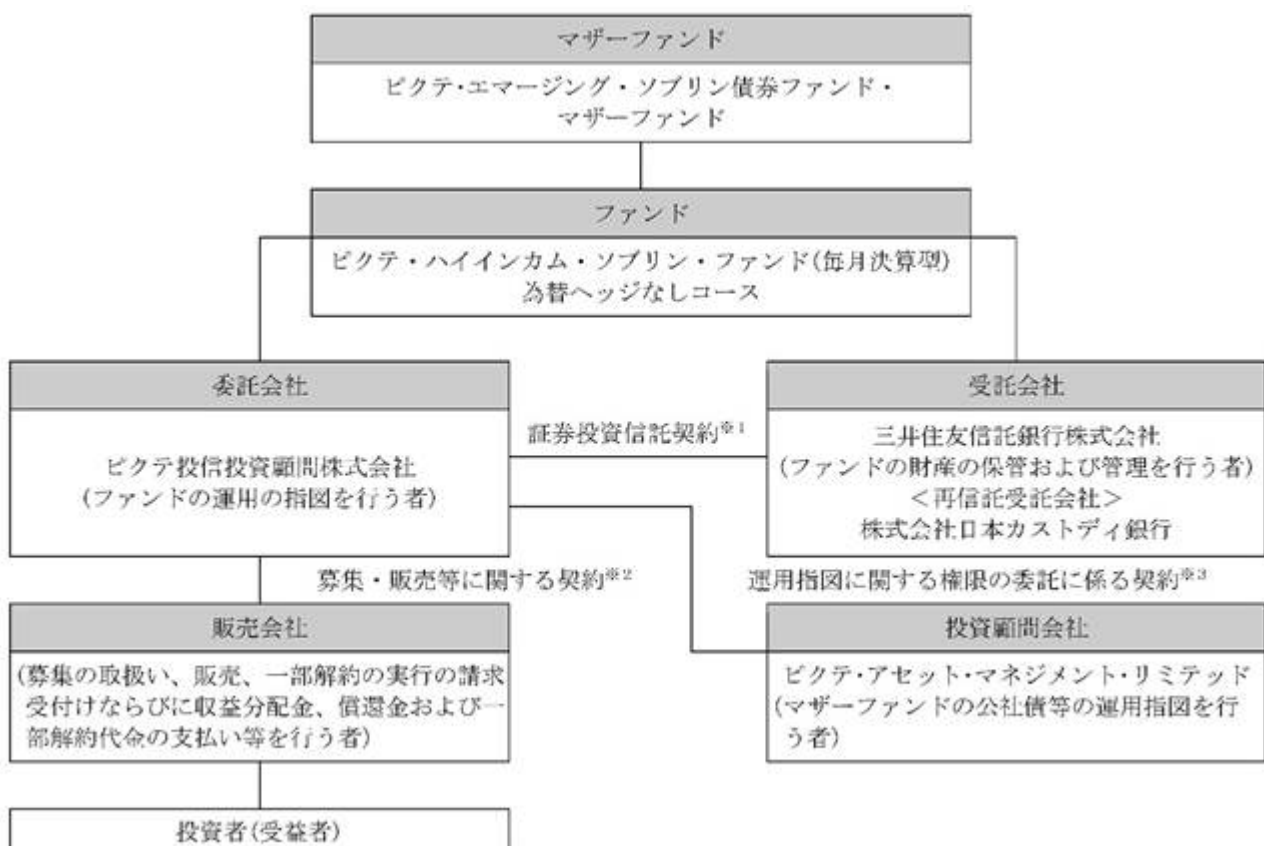 マザーファンド
ピクテ･エマージング・ソブリン債券ファンド・
マザーファンド
ファンド
ピクテ・ハイインカム・ソブリン・ファンド(毎月決算型)
為替ヘッジなしコース
委託会社
ピクテ投信投資顧問株式会社
(ファンドの運用の指図を行う者)
証券投資信託契約※1
受託会社
三井住友信託銀行株式会社
(ファンドの財産の保管および管理を行う者)
＜再信託受託会社＞
株式会社日本カストディ銀行
募集・販売等に関する契約※2
運用指図に関する権限の委託に係る契約※3
販売会社
(募集の取扱い、販売、一部解約の実行の請求
受付けならびに収益分配金、償還金および一
部解約代金の支払い等を行う者)
投資顧問会社
ピクテ･アセット･マネジメント･リミテッド
(マザーファンドの公社債等の運用指図を行
う者)
投資者(受益者)